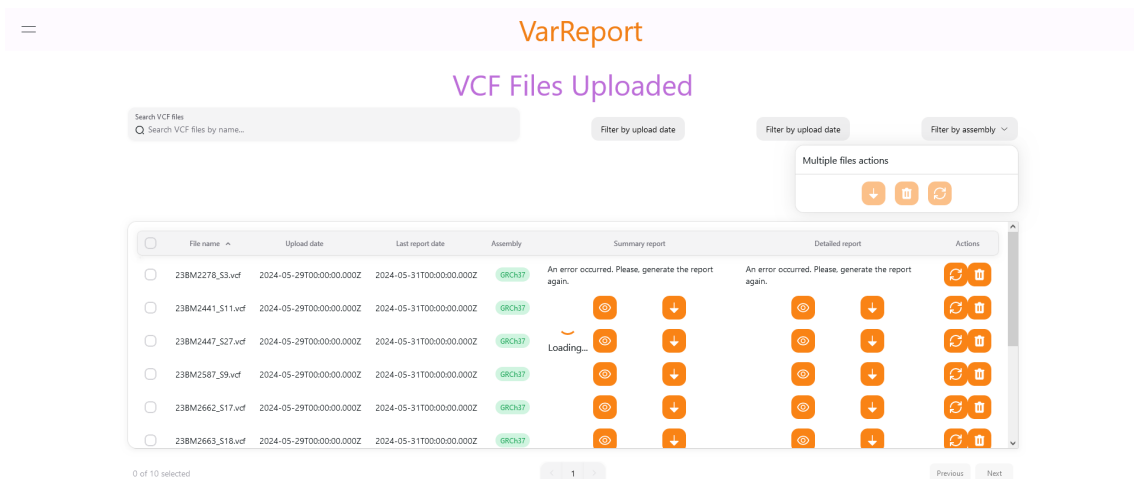 VarReport
VCF Files Uploaded
Search VCF files
Search VCF files by name...
Filter by upload date
Filter by upload date
Filter by assembly
Multiple files actions
File name Upload date Last report date Assembly Summary report Detailed report Actions
23BM2278_S3.vcf 2024-05-29T00:00:00.000Z 2024-05-31T00:00:00.000Z GRCh37 An error occurred. Please, generate the report again. An error occurred. Please, generate the report again.
23BM2441_S11.vcf 2024-05-29T00:00:00.000Z 2024-05-31T00:00:00.000Z GRCh37
23BM2447_S27.vcf 2024-05-29T00:00:00.000Z 2024-05-31T00:00:00.000Z GRCh37 Loading...
23BM2587_S9.vcf 2024-05-29T00:00:00.000Z 2024-05-31T00:00:00.000Z GRCh37
23BM2662_S17.vcf 2024-05-29T00:00:00.000Z 2024-05-31T00:00:00.000Z GRCh37
23BM2663_S18.vcf 2024-05-29T00:00:00.000Z 2024-05-31T00:00:00.000Z GRCh37
0 of 10 selected
1
Previous Next